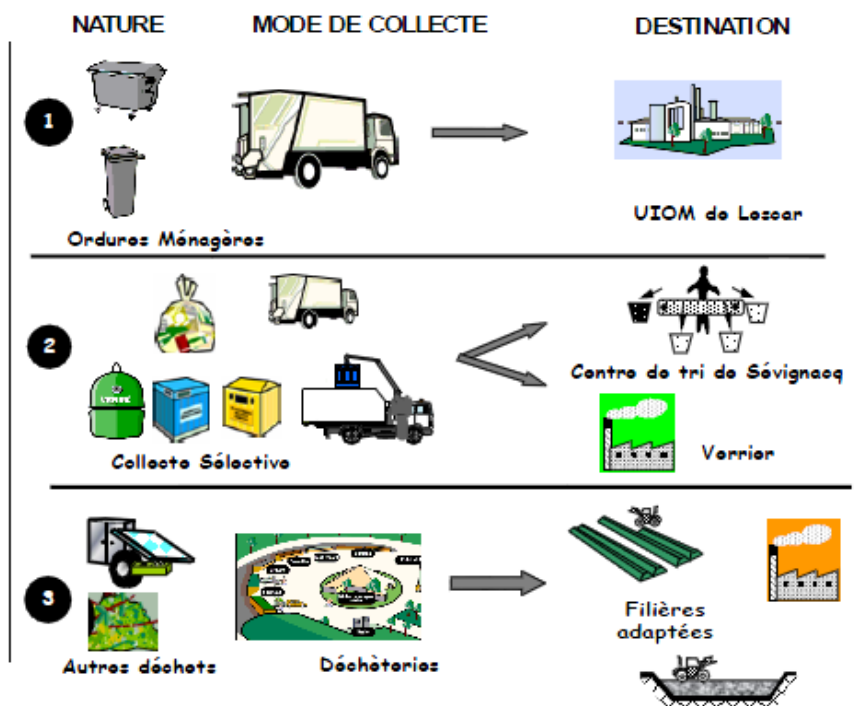 NATURE MODE DE COLLECTE DESTINATION
1
Ordures Ménagères
UIOM de Lescar
2
Centre de tri de Sévignacq
Collecte Sélective
Verrier
3
Filières
adaptées
Autres déchets
Déchèteries